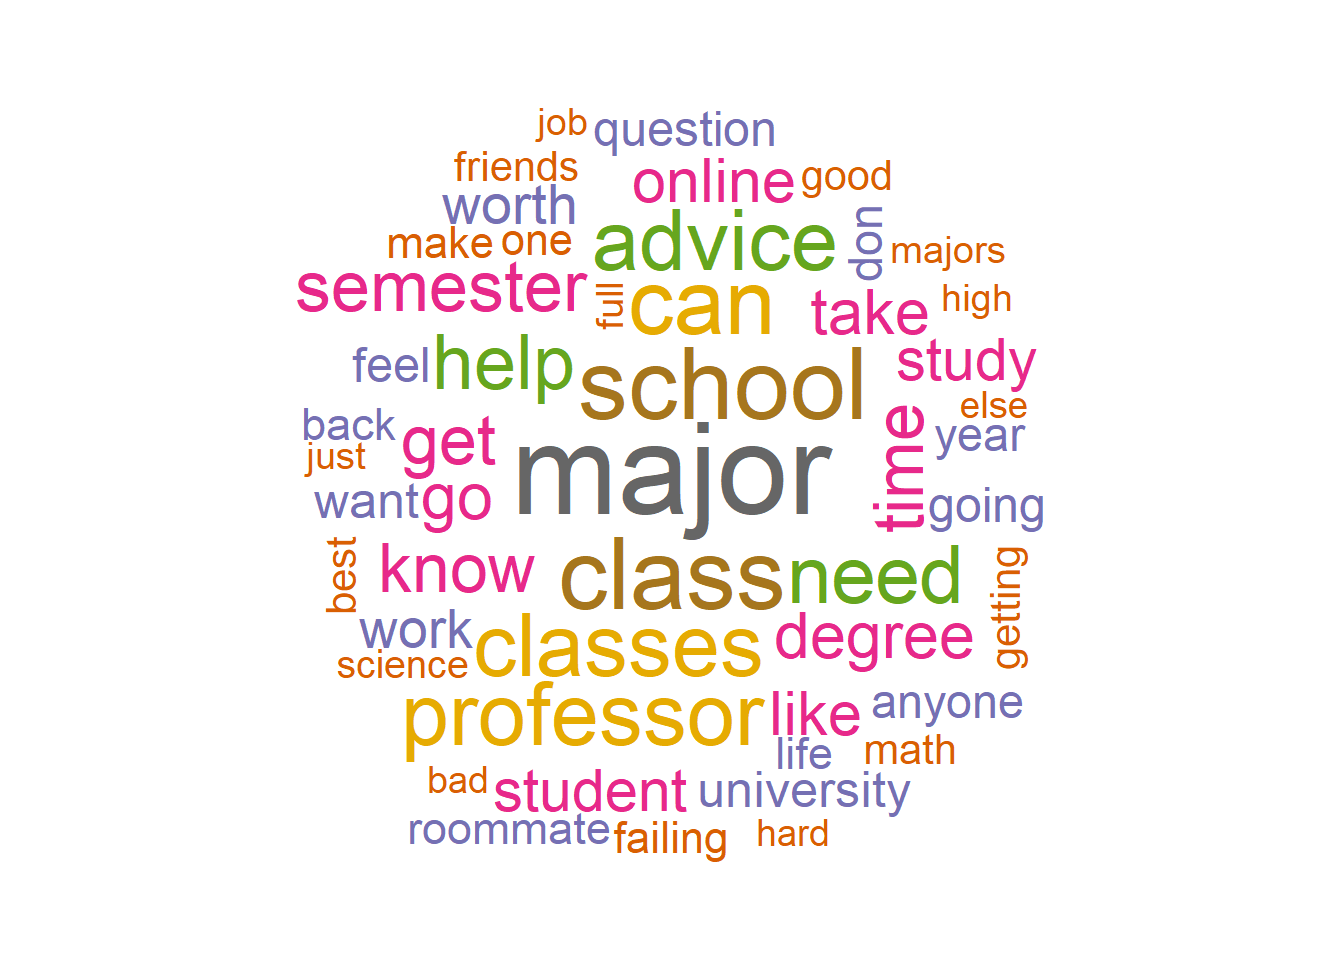 job question
friends online good
worth advice don
make one majors
semester full can take high
feel help school study
else
back get major time year
just
want go going
best know class need getting
work classes degree
science
professor like anyone
life math
bad student university
roommate failing hard